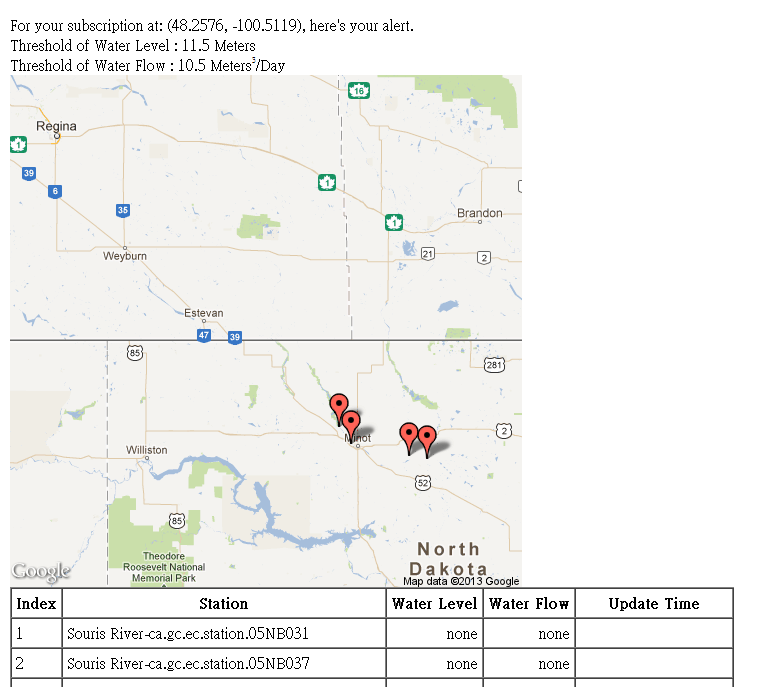 For your subscription at: (48.2576, -100.5119), here's your alert.
Threshold of Water Level : 11.5 Meters
Threshold of Water Flow : 10.5 Meters³/Day
16
Regina
1
39
6
1
35
1
Brandon
21
2
Weyburn
Estevan
47
39
85
281
2
Minot
Williston
52
85
North
Dakota
Theodore
Roosevelt National
Memorial Park
Google
Map data ©2013 Google
Index Station Water Level Water Flow Update Time
1 Souris River-ca.gc.ec.station.05NB031 none none
2 Souris River-ca.gc.ec.station.05NB037 none none